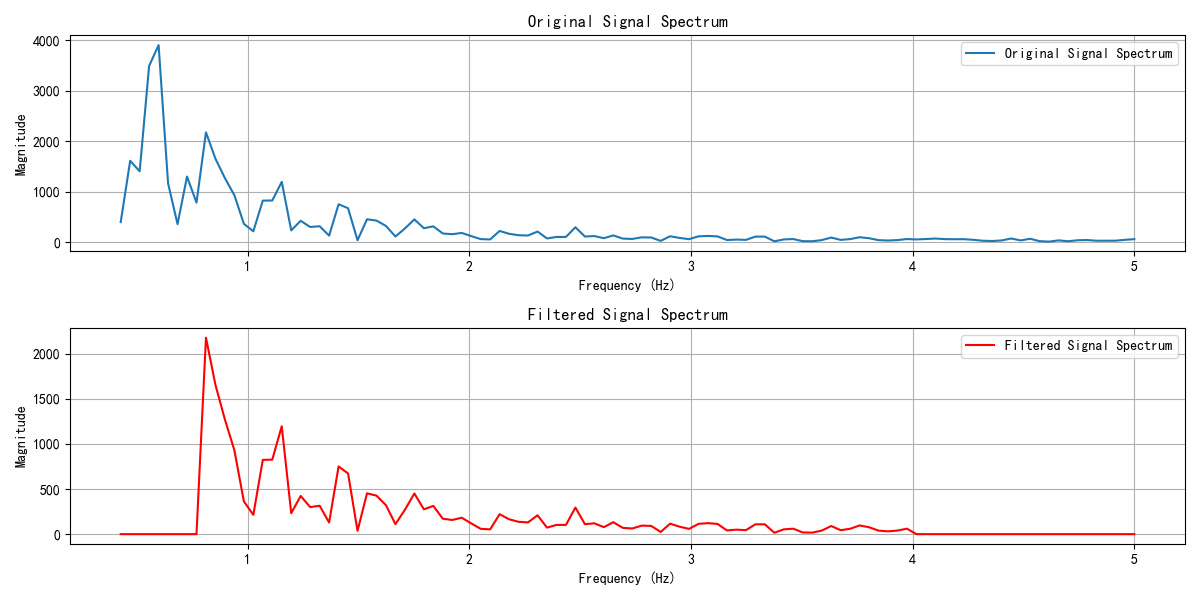 Original Signal Spectrum
4000
3000
2000
1000
0
Magnitude
Original Signal Spectrum
1 2 3 4 5
Frequency (Hz)
Filtered Signal Spectrum
2000
1500
1000
500
0
Magnitude
Filtered Signal Spectrum
1 2 3 4 5
Frequency (Hz)